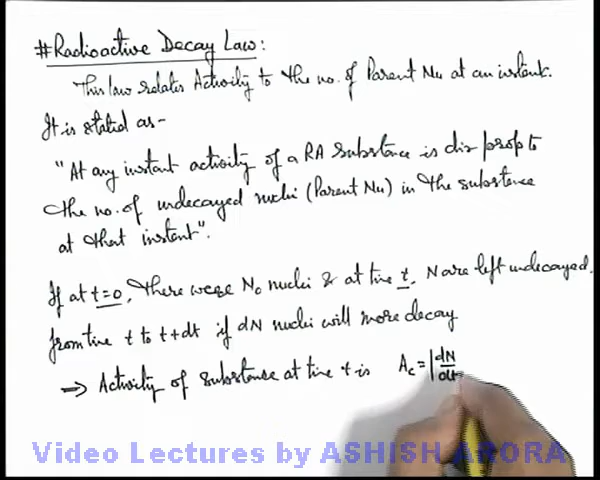 #Radioactive Decay Law:
This law relates Activity to the no. of Parent Nu at an instant.
It is stated as-
"At any instant activity of a RA substance is dir prop to
the no. of undecayed nuclei (Parent Nu) in the substance
at that instant".
If at t=0, there were N₀ nuclei & at time t, N are left undecayed.
from time t to t+dt if dN nuclei will more decay
⇒ Activity of substance at time t is A_c = |dN/dt
Video Lectures by ASHISH ARORA